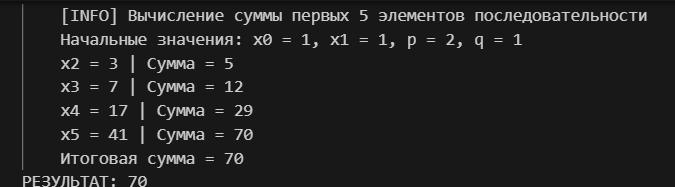 [INFO] Вычисление суммы первых 5 элементов последовательности
Начальные значения: x0 = 1, x1 = 1, p = 2, q = 1
x2 = 3 | Сумма = 5
x3 = 7 | Сумма = 12
x4 = 17 | Сумма = 29
x5 = 41 | Сумма = 70
Итоговая сумма = 70
РЕЗУЛЬТАТ: 70